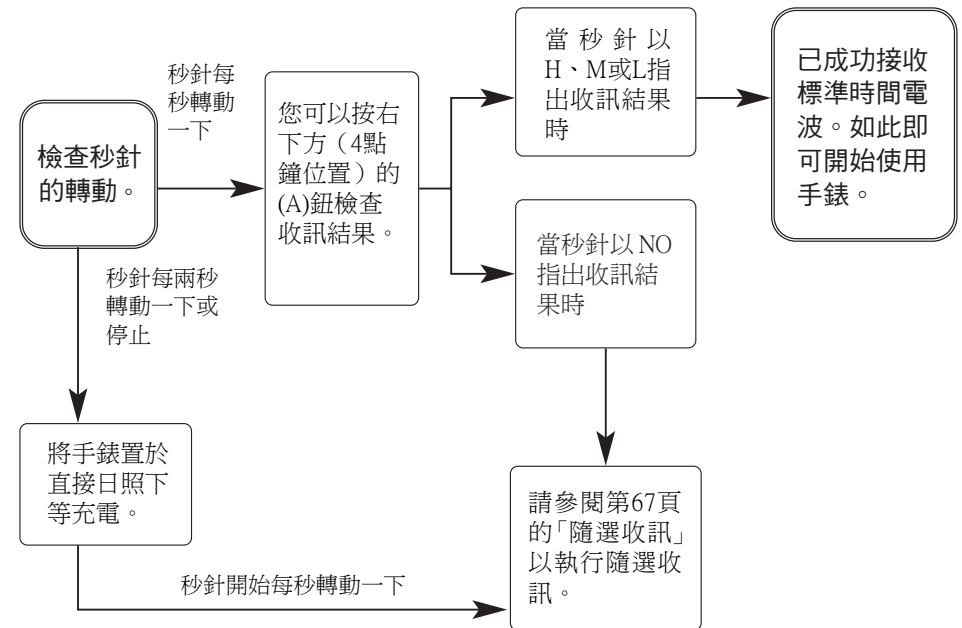 檢查秒針
的轉動。
秒針每
秒轉動
一下
您可以按右
下方（4點
鐘位置）的
(A)鈕檢查
收訊結果。
當秒針以
H、M或L指
出收訊結果
時
已成功接收
標準時間電
波。如此即
可開始使用
手錶。
當秒針以 NO
指出收訊結
果時
秒針每兩秒
轉動一下或
停止
將手錶置於
直接日照下
等充電。
秒針開始每秒轉動一下
請參閱第67頁
的「隨選收訊」
以執行隨選收
訊。